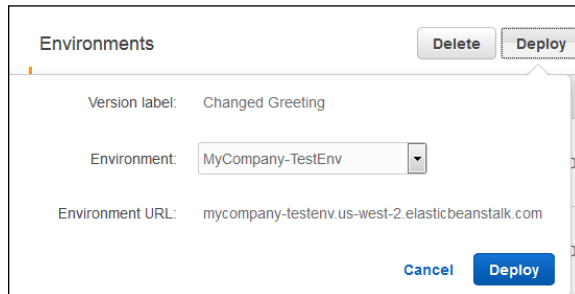 Environments
Delete
Deploy
Version label: Changed Greeting
Environment: MyCompany-TestEnv
Environment URL: mycompany-testenv.us-west-2.elasticbeanstalk.com
Cancel
Deploy